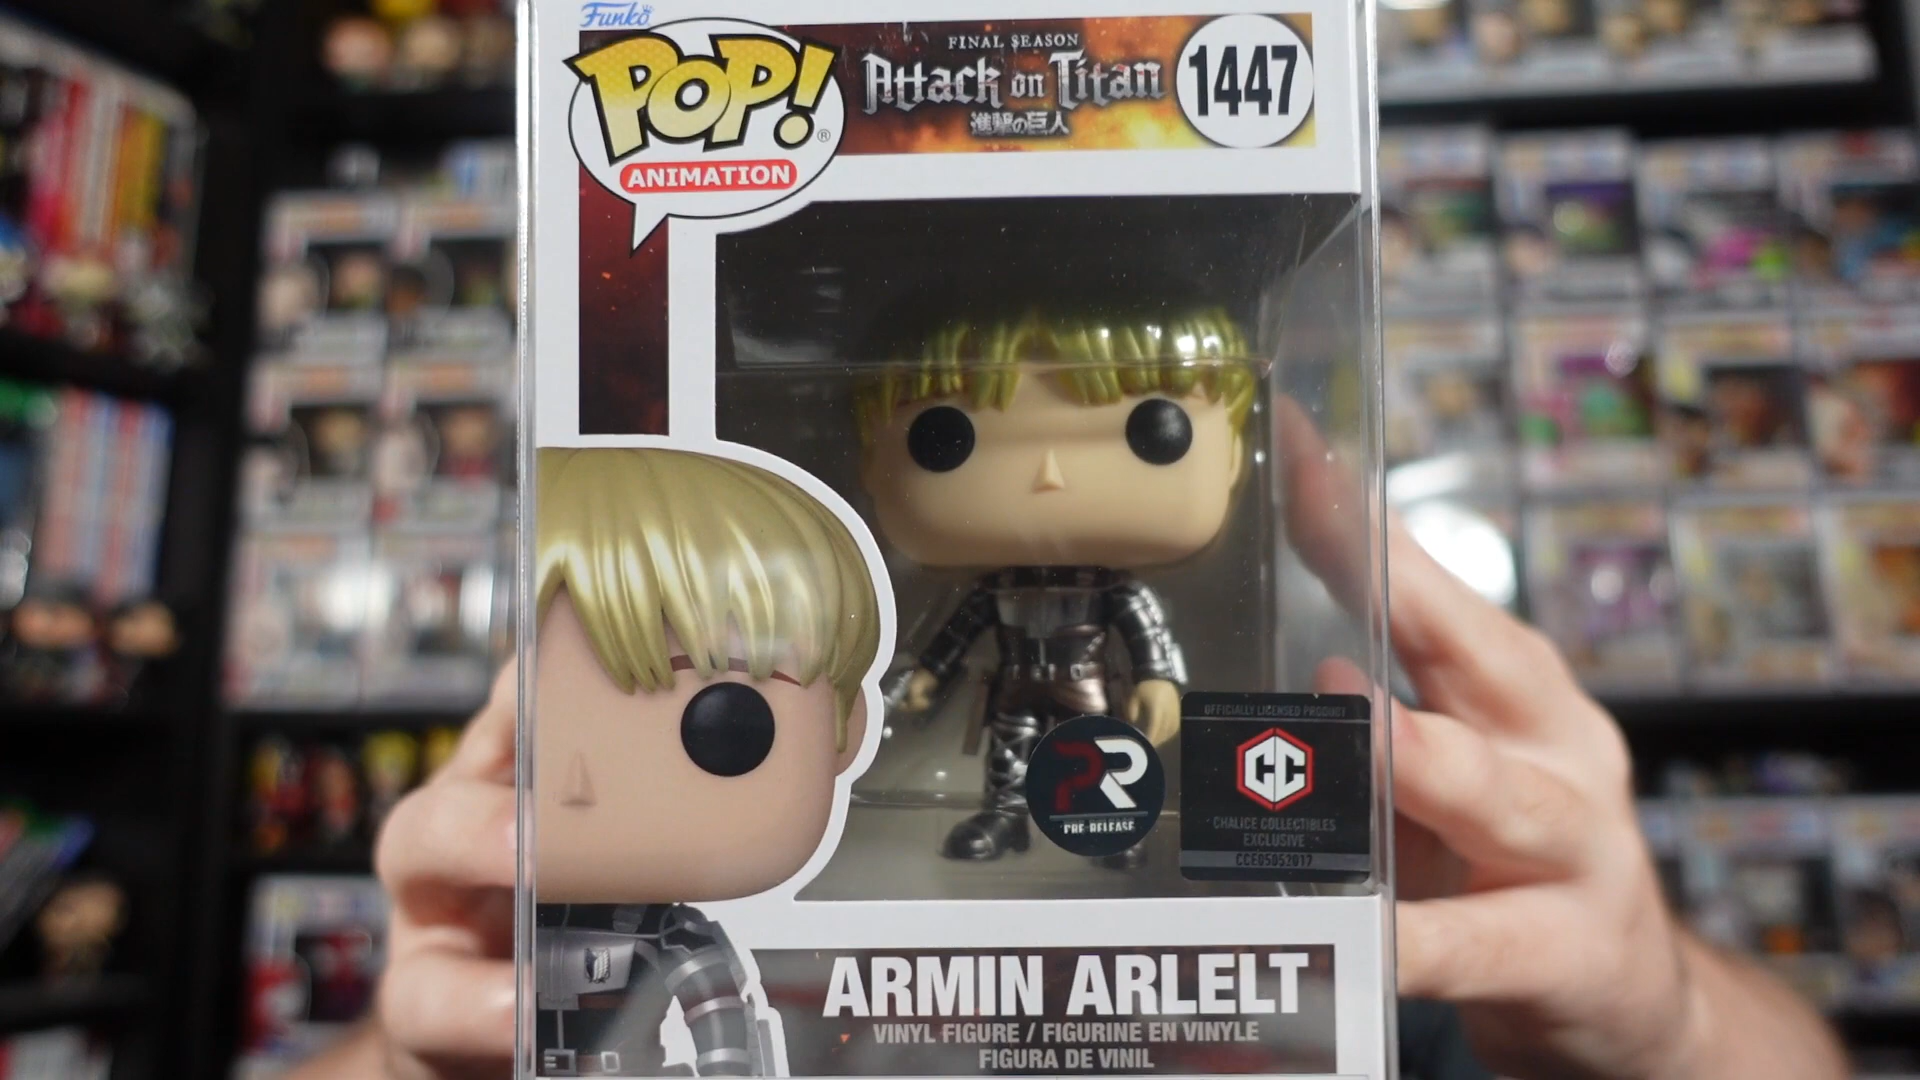 Funko
POP!®
ANIMATION
FINAL SEASON
Attack on Titan
進撃の巨人
1447
PR
PRE-RELEASE
OFFICIALLY LICENSED PRODUCT
CC
CHALICE COLLECTIBLES
EXCLUSIVE
CCE05052017
ARMIN ARLELT
VINYL FIGURE / FIGURINE EN VINYLE
FIGURA DE VINIL